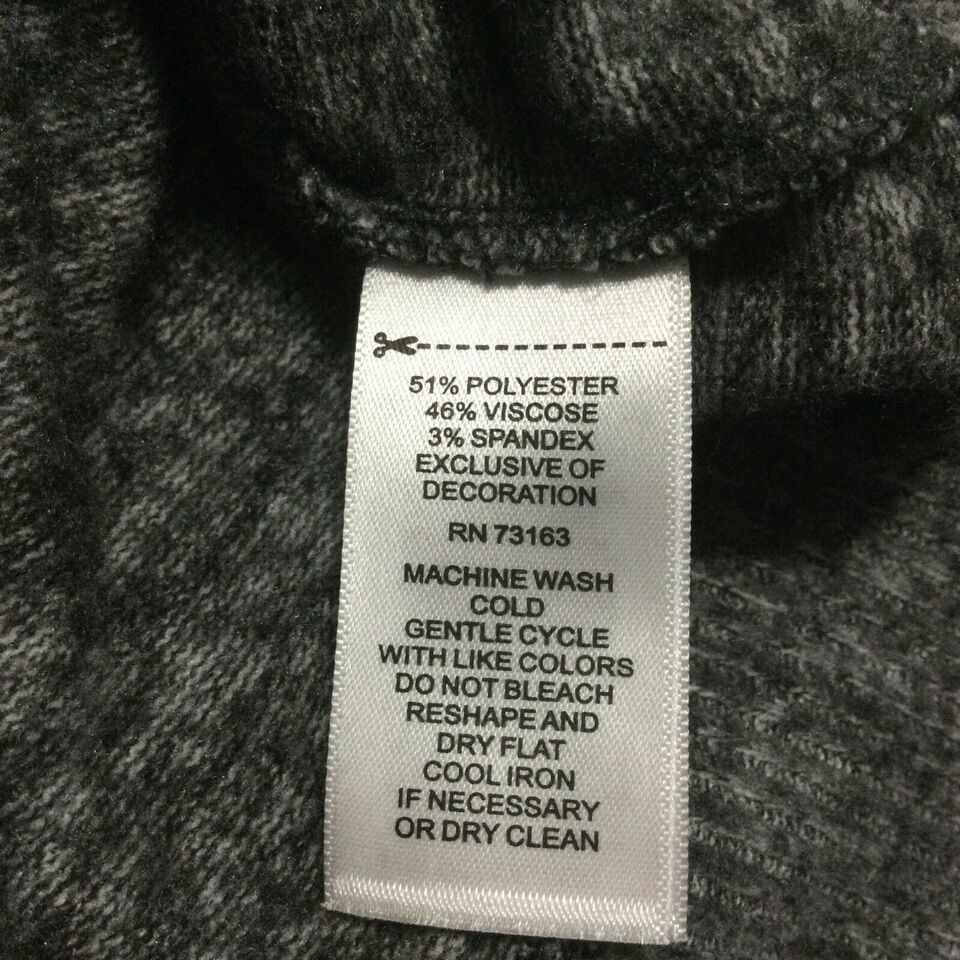 51% POLYESTER
46% VISCOSE
3% SPANDEX
EXCLUSIVE OF
DECORATION
RN 73163
MACHINE WASH
COLD
GENTLE CYCLE
WITH LIKE COLORS
DO NOT BLEACH
RESHAPE AND
DRY FLAT
COOL IRON
IF NECESSARY
OR DRY CLEAN